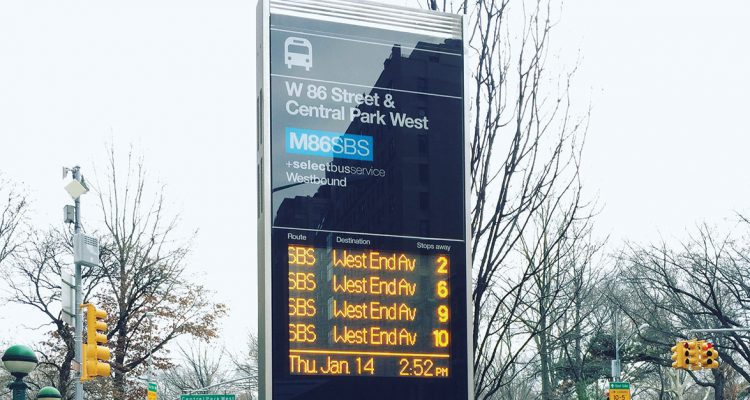 W 86 Street &
Central Park West
M86SBS
+selectbusservice
Westbound
Route Destination Stops away
SBS West End Av 2
SBS West End Av 6
SBS West End Av 9
SBS West End Av 10
Thu. Jan. 14 2:52 PM